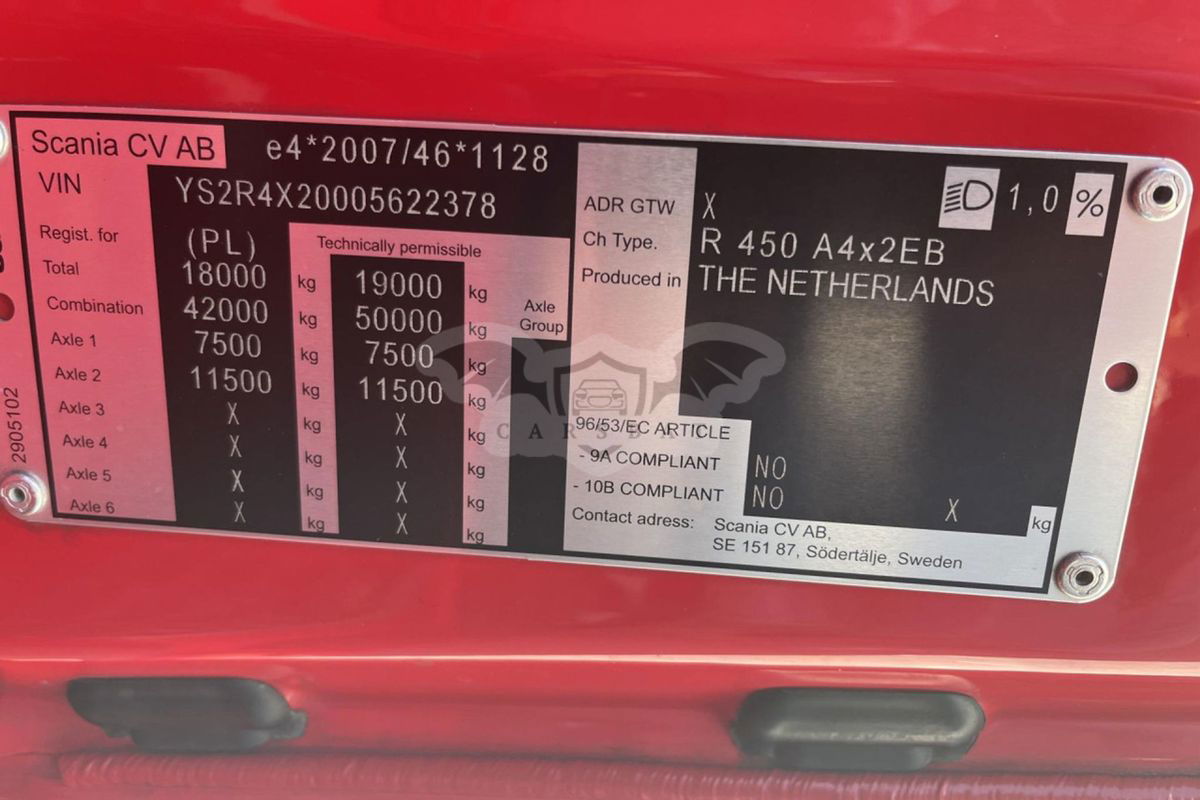 Scania CV AB e4*2007/46*1128
VIN YS2R4X20005622378
Regist. for (PL) Technically permissible
Total 18000 kg 19000 kg
Combination 42000 kg 50000 kg
Axle Group
Axle 1 7500 kg 7500 kg
Axle 2 11500 kg 11500 kg
Axle 3 X kg X kg
Axle 4 X kg X kg
Axle 5 X kg X kg
Axle 6 X kg X kg
2905102
1,0 %
ADR GTW X
Ch Type. R 450 A4x2EB
Produced in THE NETHERLANDS
96/53/EC ARTICLE
- 9A COMPLIANT NO
- 10B COMPLIANT NO X kg
Contact adress: Scania CV AB,
SE 151 87, Södertälje, Sweden